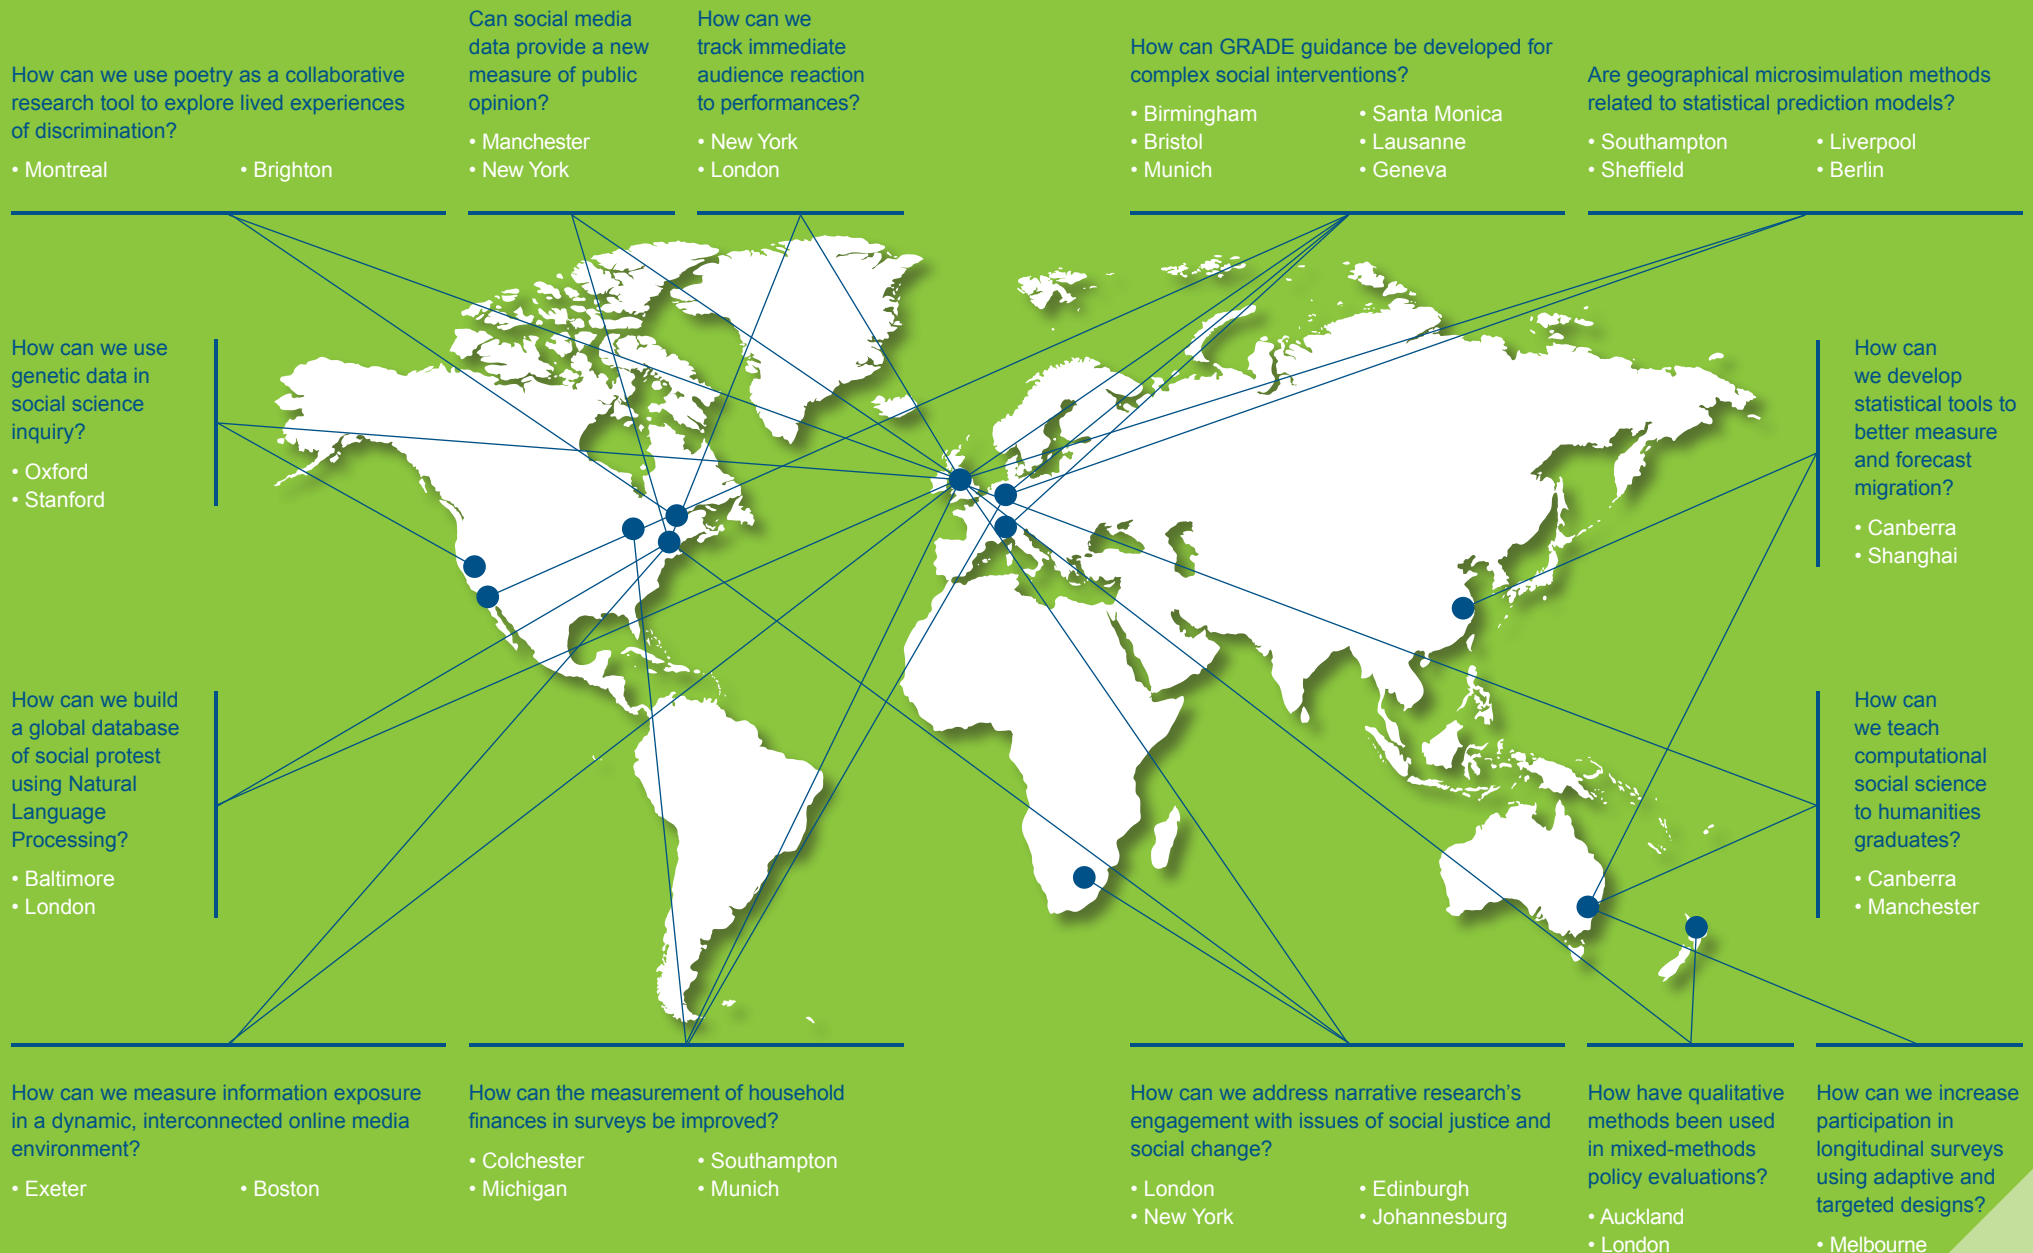 How can we use poetry as a collaborative
research tool to explore lived experiences
of discrimination?
• Montreal
• Brighton
Can social media
data provide a new
measure of public
opinion?
• Manchester
• New York
How can we
track immediate
audience reaction
to performances?
• New York
• London
How can GRADE guidance be developed for
complex social interventions?
• Birmingham
• Bristol
• Munich
• Santa Monica
• Lausanne
• Geneva
Are geographical microsimulation methods
related to statistical prediction models?
• Southampton
• Sheffield
• Liverpool
• Berlin
How can we use
genetic data in
social science
inquiry?
• Oxford
• Stanford
How can
we develop
statistical tools to
better measure
and forecast
migration?
• Canberra
• Shanghai
How can we build
a global database
of social protest
using Natural
Language
Processing?
• Baltimore
• London
How can
we teach
computational
social science
to humanities
graduates?
• Canberra
• Manchester
How can we measure information exposure
in a dynamic, interconnected online media
environment?
• Exeter
• Boston
How can the measurement of household
finances in surveys be improved?
• Colchester
• Michigan
• Southampton
• Munich
How can we address narrative research's
engagement with issues of social justice and
social change?
• London
• New York
• Edinburgh
• Johannesburg
How have qualitative
methods been used
in mixed-methods
policy evaluations?
• Auckland
• London
How can we increase
participation in
longitudinal surveys
using adaptive and
targeted designs?
• Melbourne